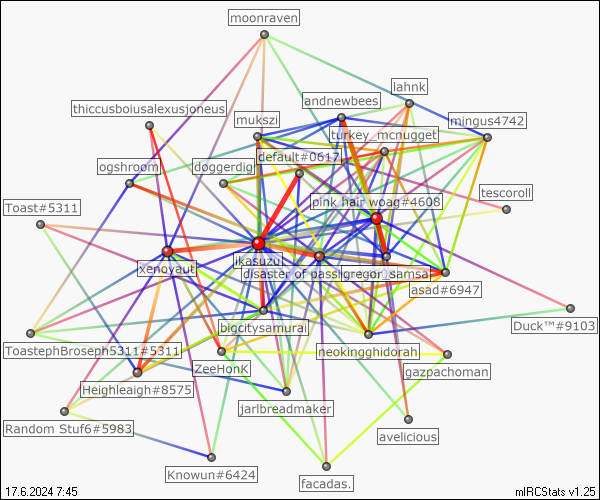 moonraven
lahnk
andnewbees
thiccusboiusalexusjoneus
mukszi
mingus4742
turkey_mcnugget
default#0617
ogshroom
doggerdig
tescoroll
pink hair woag#4608
Toast#5311
ikasuzu
xenoyaut
disaster of passi
gregor_samsa
asad#6947
bigcitysamurai
Duck™#9103
ToastephBroseph5311#5311
neokingghidorah
ZeeHonK
gazpachoman
Heighleaigh#8575
jarlbreadmaker
Random Stuf6#5983
avelicious
Knowun#6424
facadas.
17.6.2024 7:45
mIRCStats v1.25